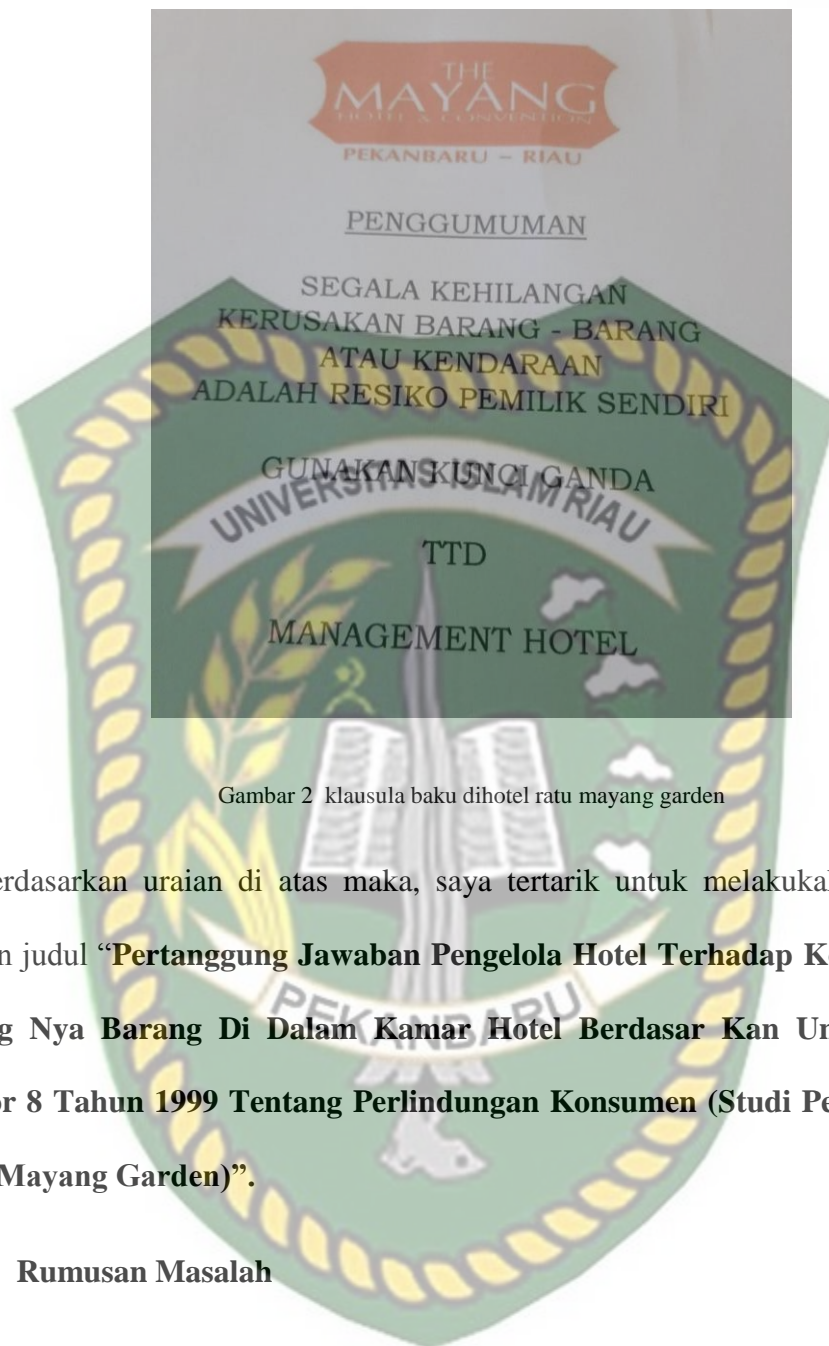 THE
MAYANG
HOTEL & CONVENTION
PEKANBARU – RIAU
PENGGUMUMAN
SEGALA KEHILANGAN
KERUSAKAN BARANG - BARANG
ATAU KENDARAAN
ADALAH RESIKO PEMILIK SENDIRI
GUNAKAN KUNCI GANDA
UNIVERSITAS ISLAM RIAU
TTD
MANAGEMENT HOTEL
Gambar 2 klausula baku dihotel ratu mayang garden
erdasarkan uraian di atas maka, saya tertarik untuk melakuka
n judul “Pertanggung Jawaban Pengelola Hotel Terhadap K
g Nya Barang Di Dalam Kamar Hotel Berdasar Kan Un
PEKANBARU
or 8 Tahun 1999 Tentang Perlindungan Konsumen (Studi Pe
Mayang Garden)”.
Rumusan Masalah